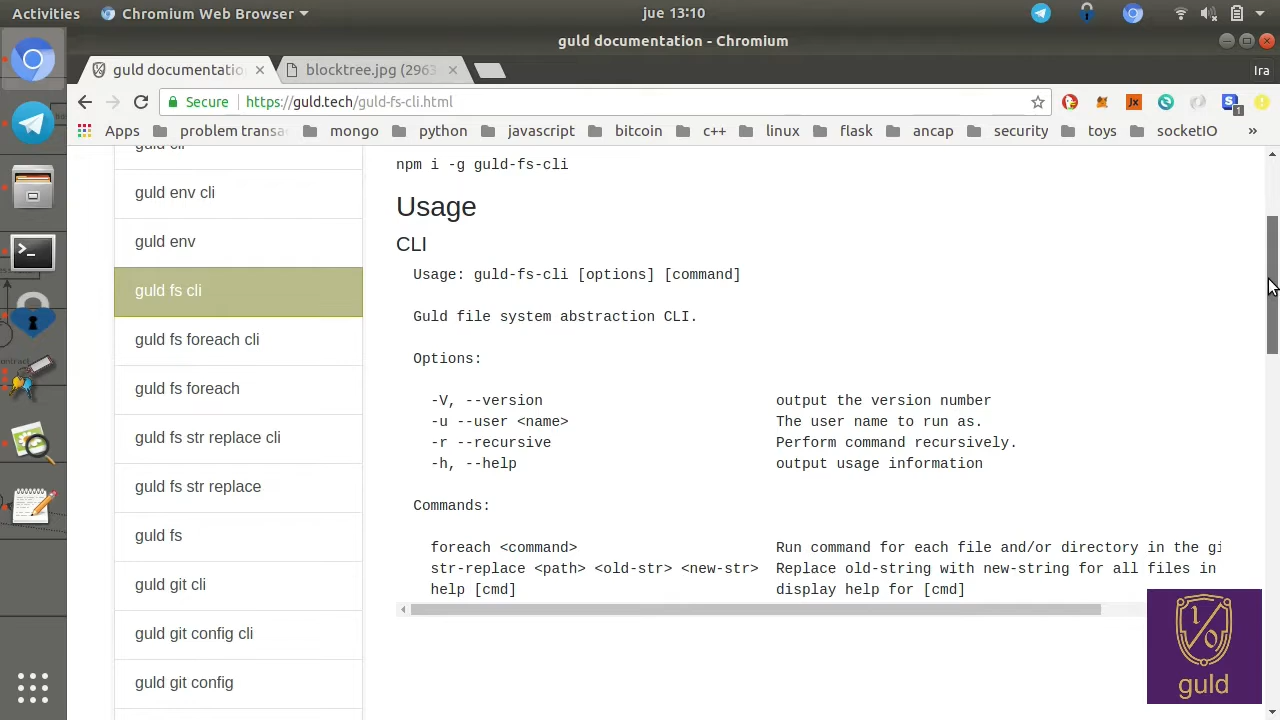 Activities
Chromium Web Browser
jue 13:10
guld documentation - Chromium
guld documentatio
blocktree.jpg (2963
Ira
Secure
https://guld.tech/guld-fs-cli.html
Apps
problem transa
mongo
python
javascript
bitcoin
c++
linux
flask
ancap
security
toys
socketIO
»
guld cli
guld env cli
guld env
guld fs cli
guld fs foreach cli
guld fs foreach
guld fs str replace cli
guld fs str replace
guld fs
guld git cli
guld git config cli
guld git config
npm i -g guld-fs-cli
Usage
CLI
Usage: guld-fs-cli [options] [command]
Guld file system abstraction CLI.
Options:
-V, --version output the version number
-u --user <name> The user name to run as.
-r --recursive Perform command recursively.
-h, --help output usage information
Commands:
foreach <command> Run command for each file and/or directory in the gi
str-replace <path> <old-str> <new-str> Replace old-string with new-string for all files in
help [cmd] display help for [cmd]
guld